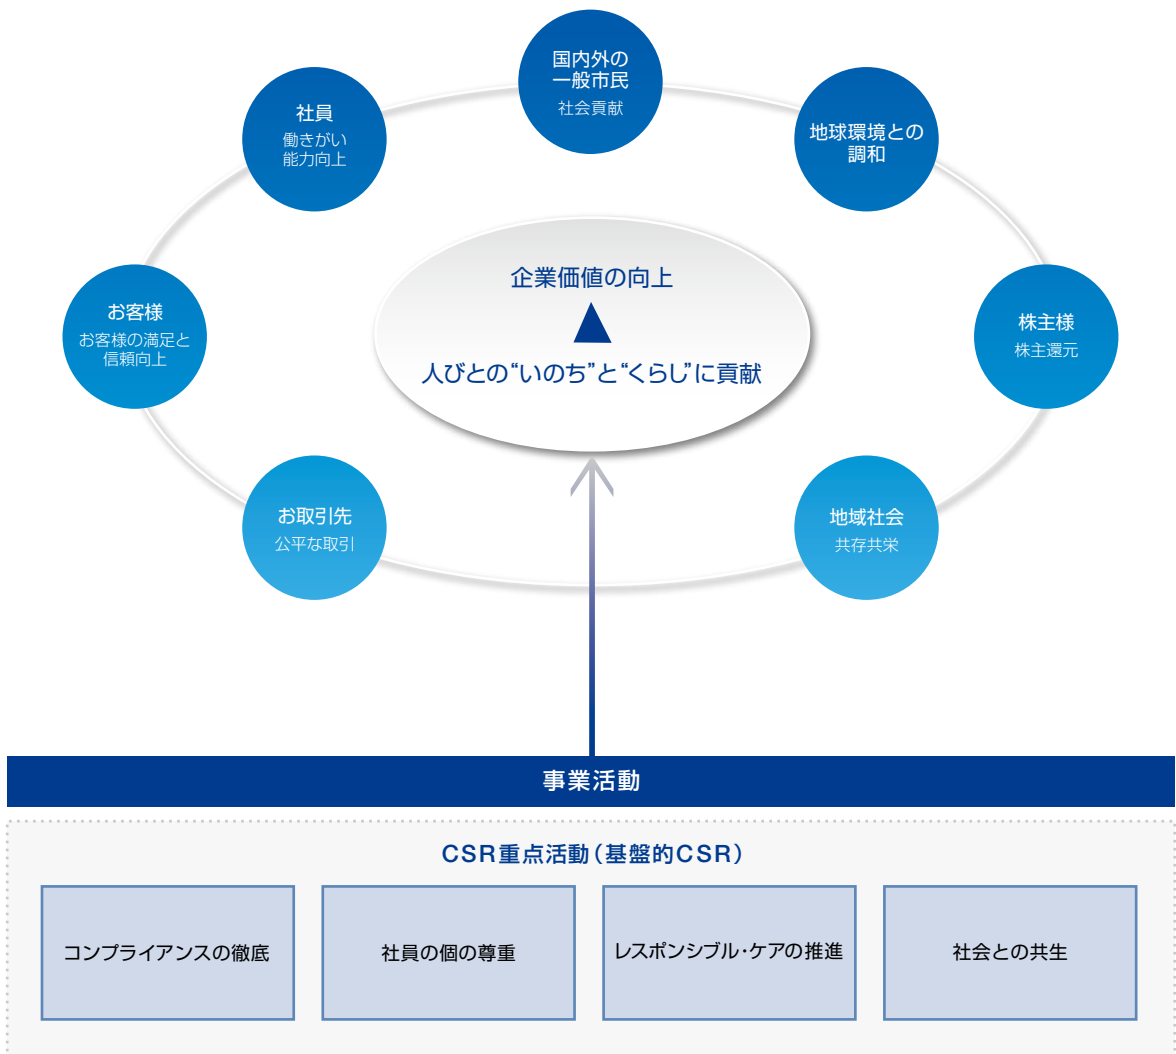 国内外の
一般市民
社会貢献
社員
働きがい
能力向上
地球環境との
調和
お客様
お客様の満足と
信頼向上
企業価値の向上
人びとの“いのち”と“くらし”に貢献
株主様
株主還元
お取引先
公平な取引
地域社会
共存共栄
事業活動
CSR重点活動（基盤的CSR）
コンプライアンスの徹底
社員の個の尊重
レスポンシブル・ケアの推進
社会との共生